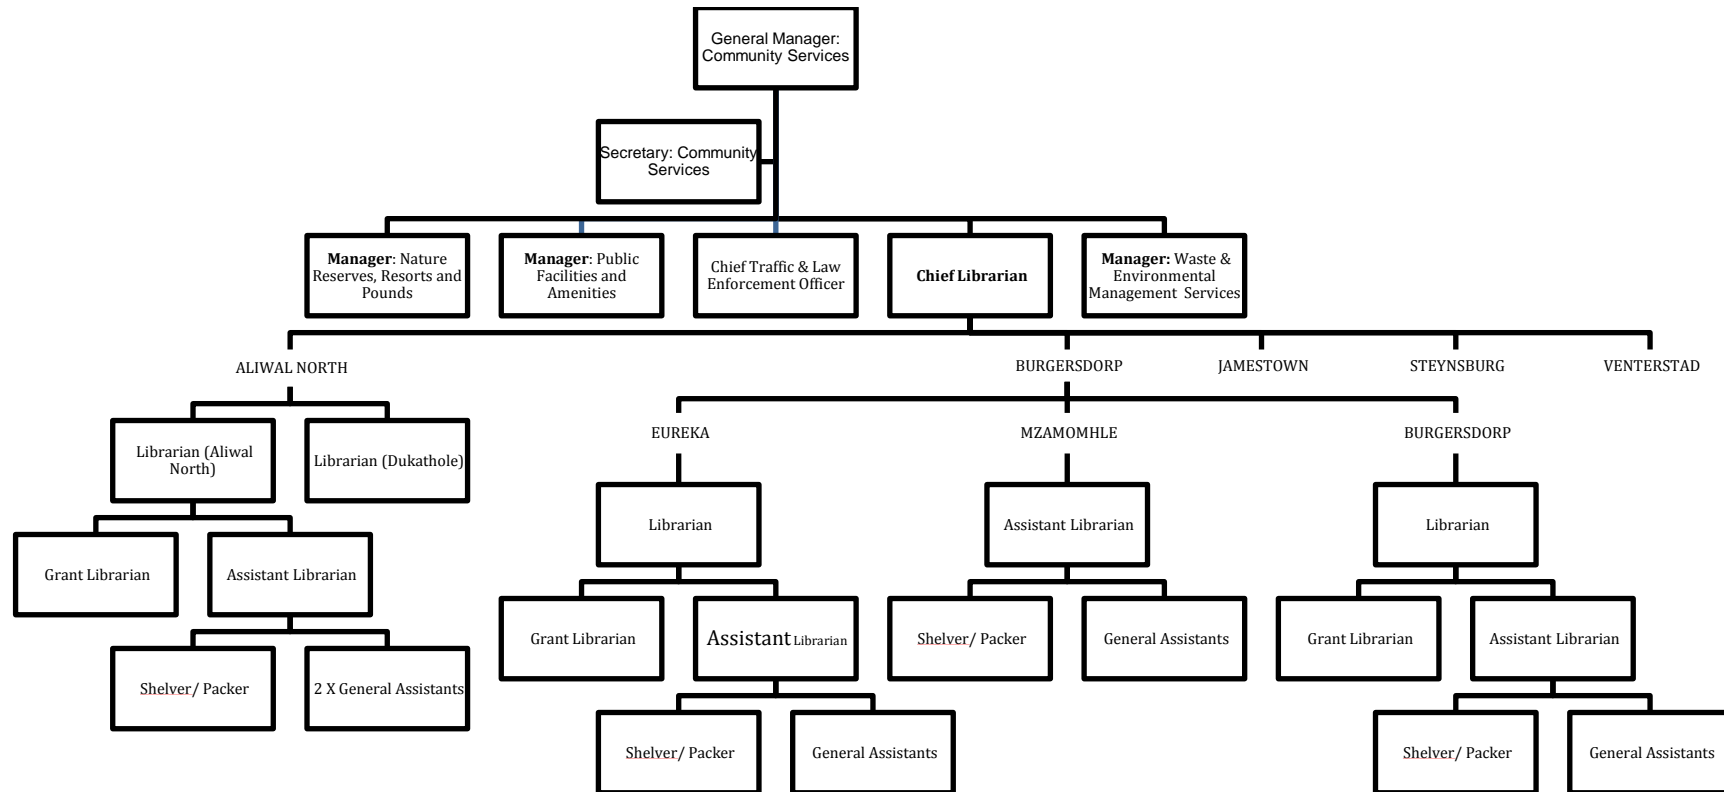 General Manager:
Community Services
Secretary: Community
Services
Manager: Nature
Reserves, Resorts and
Pounds
Manager: Public
Facilities and
Amenities
Chief Traffic & Law
Enforcement Officer
Chief Librarian
Manager: Waste &
Environmental
Management Services
ALIWAL NORTH
BURGERSDORP
JAMESTOWN
STEYNSBURG
VENTERSTAD
Librarian (Aliwal
North)
Librarian (Dukathole)
EUREKA
MZAMOMHLE
BURGERSDORP
Grant Librarian
Assistant Librarian
Librarian
Assistant Librarian
Librarian
Shelver/ Packer
2 X General Assistants
Grant Librarian
Assistant Librarian
Shelver/ Packer
General Assistants
Grant Librarian
Assistant Librarian
Shelver/ Packer
General Assistants
Shelver/ Packer
General Assistants